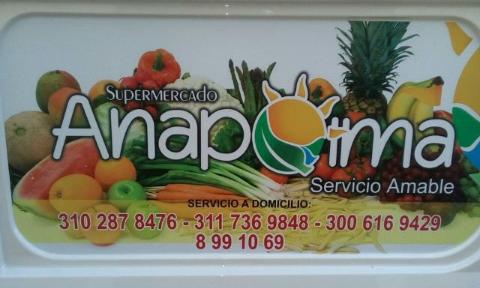 SUPERMERCADO
Anapoima
Servicio Amable
SERVICIO A DOMICILIO:
310 287 8476 - 311 736 9848 - 300 616 9429
8 99 10 69